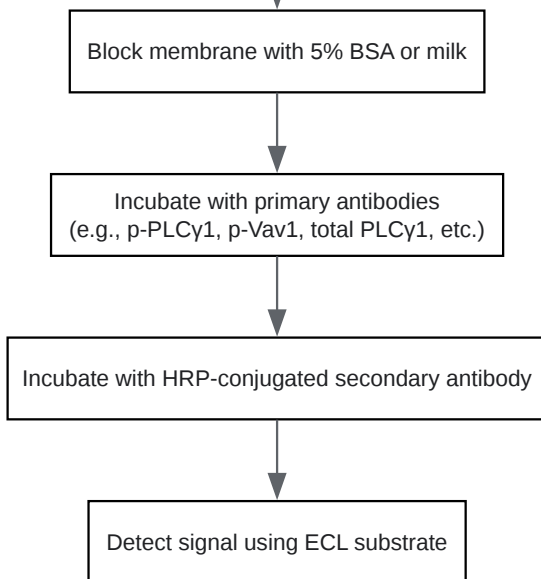 Block membrane with 5% BSA or milk
Incubate with primary antibodies
(e.g., p-PLCγ1, p-Vav1, total PLCγ1, etc.)
Incubate with HRP-conjugated secondary antibody
Detect signal using ECL substrate